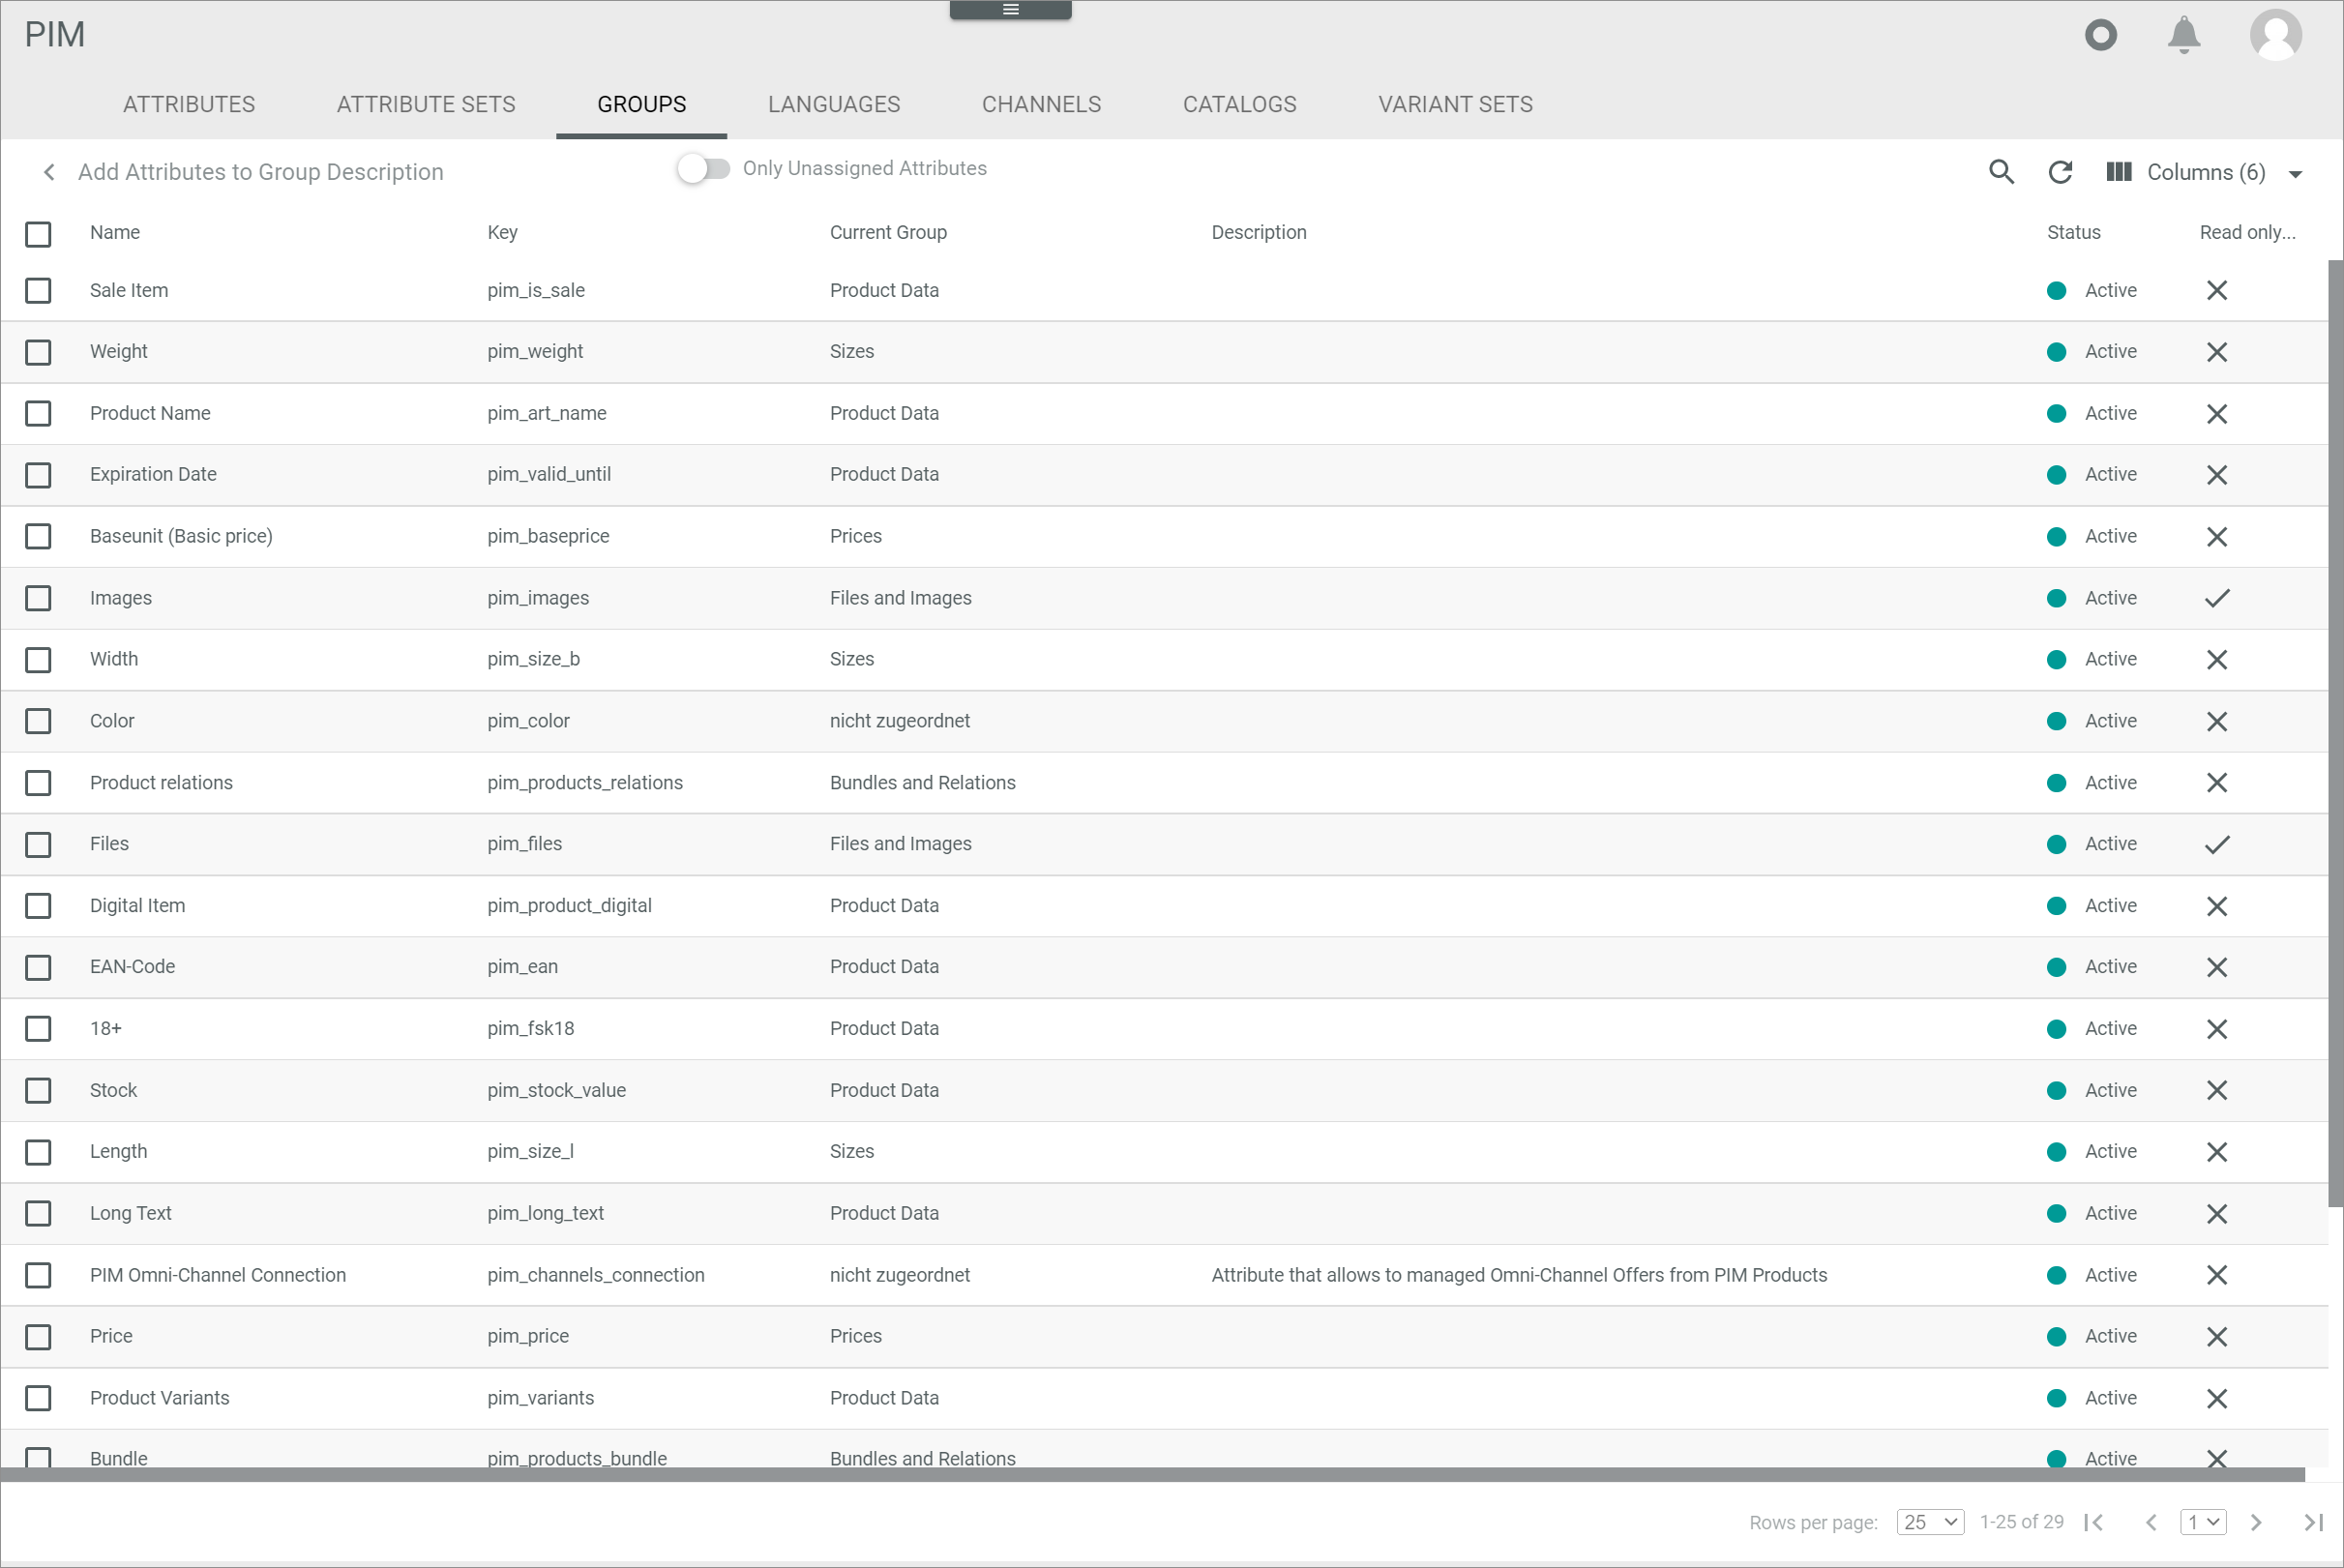 PIM
ATTRIBUTES ATTRIBUTE SETS GROUPS LANGUAGES CHANNELS CATALOGS VARIANT SETS
Add Attributes to Group Description Only Unassigned Attributes Columns (6)
Name Key Current Group Description Status Read only...
Sale Item pim_is_sale Product Data Active
Weight pim_weight Sizes Active
Product Name pim_art_name Product Data Active
Expiration Date pim_valid_until Product Data Active
Baseunit (Basic price) pim_baseprice Prices Active
Images pim_images Files and Images Active
Width pim_size_b Sizes Active
Color pim_color nicht zugeordnet Active
Product relations pim_products_relations Bundles and Relations Active
Files pim_files Files and Images Active
Digital Item pim_product_digital Product Data Active
EAN-Code pim_ean Product Data Active
18+ pim_fsk18 Product Data Active
Stock pim_stock_value Product Data Active
Length pim_size_l Sizes Active
Long Text pim_long_text Product Data Active
PIM Omni-Channel Connection pim_channels_connection nicht zugeordnet Attribute that allows to managed Omni-Channel Offers from PIM Products Active
Price pim_price Prices Active
Product Variants pim_variants Product Data Active
Bundle pim_products_bundle Bundles and Relations Active
Rows per page: 25 1-25 of 29 1